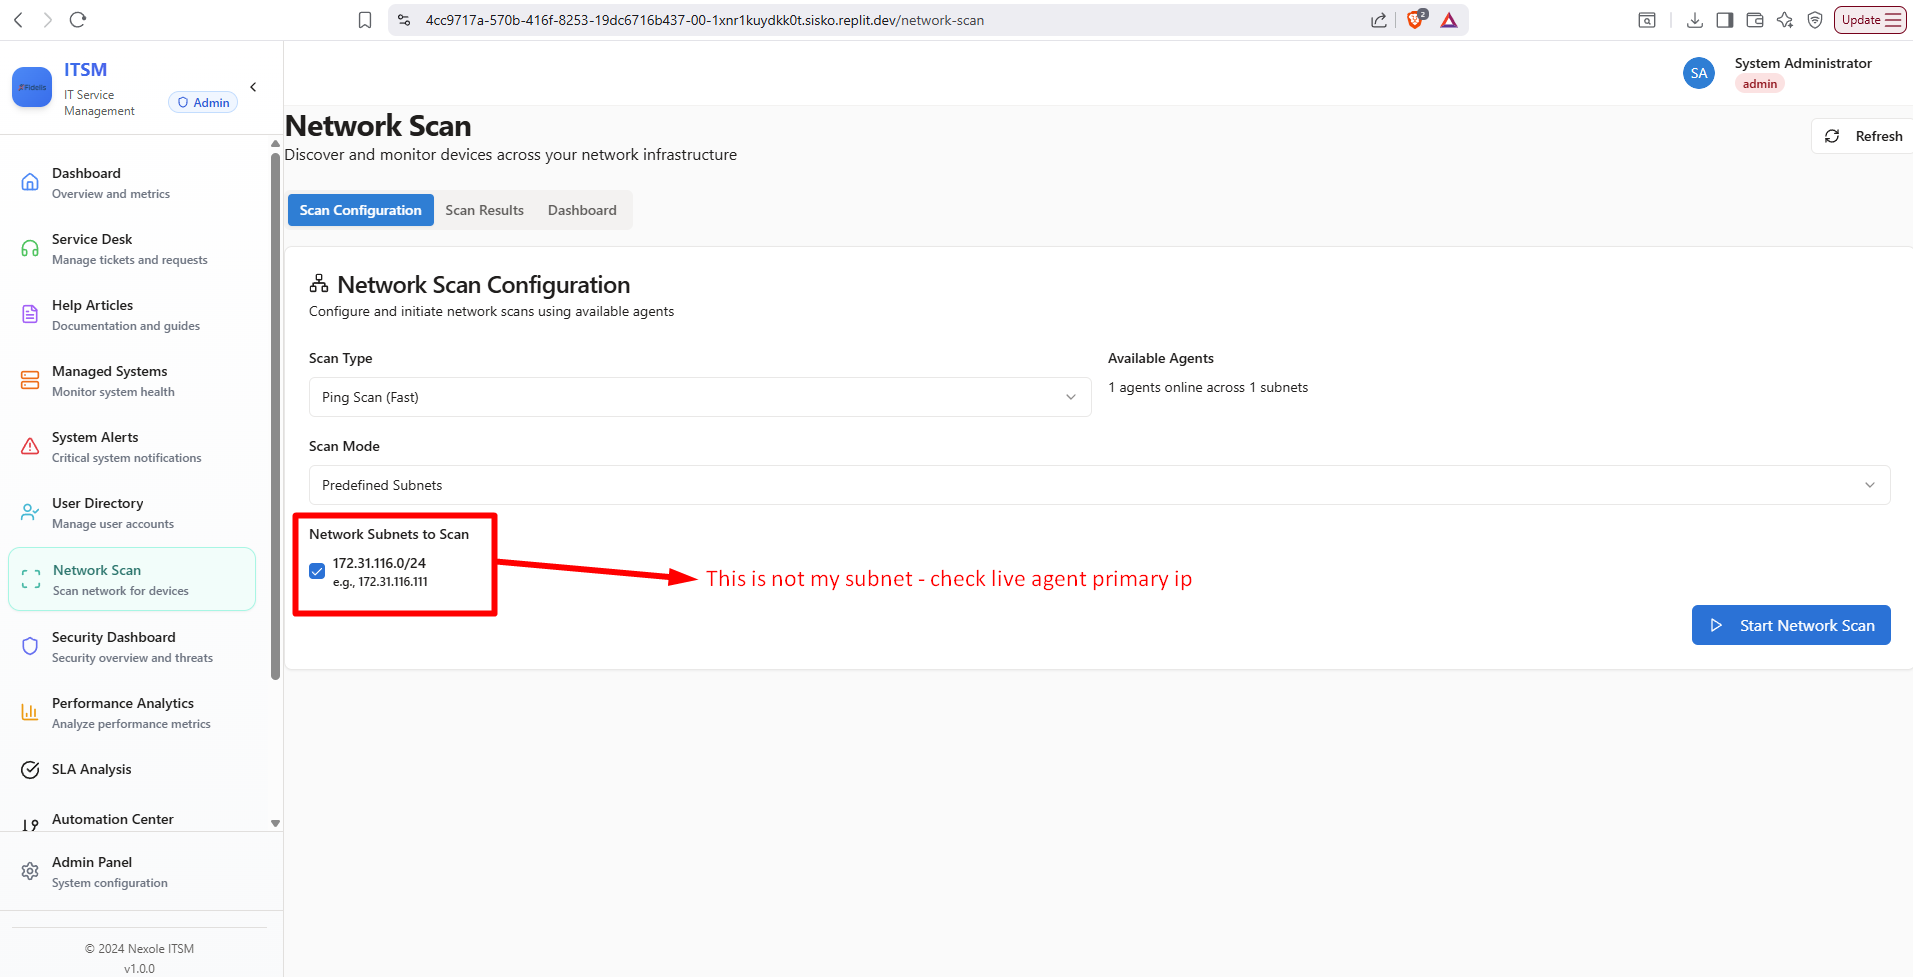 4cc9717a-570b-416f-8253-19dc6716b437-00-1xnr1kuydkk0t.sisko.replit.dev/network-scan
2
Update
Fidelis
ITSM
IT Service
Management
Admin
SA
System Administrator
admin
Network Scan
Discover and monitor devices across your network infrastructure
Refresh
Dashboard
Overview and metrics
Service Desk
Manage tickets and requests
Help Articles
Documentation and guides
Managed Systems
Monitor system health
System Alerts
Critical system notifications
User Directory
Manage user accounts
Network Scan
Scan network for devices
Security Dashboard
Security overview and threats
Performance Analytics
Analyze performance metrics
SLA Analysis
Automation Center
Admin Panel
System configuration
© 2024 Nexole ITSM
v1.0.0
Scan Configuration
Scan Results
Dashboard
Network Scan Configuration
Configure and initiate network scans using available agents
Scan Type
Ping Scan (Fast)
Available Agents
1 agents online across 1 subnets
Scan Mode
Predefined Subnets
Network Subnets to Scan
172.31.116.0/24
e.g., 172.31.116.111
This is not my subnet - check live agent primary ip
Start Network Scan